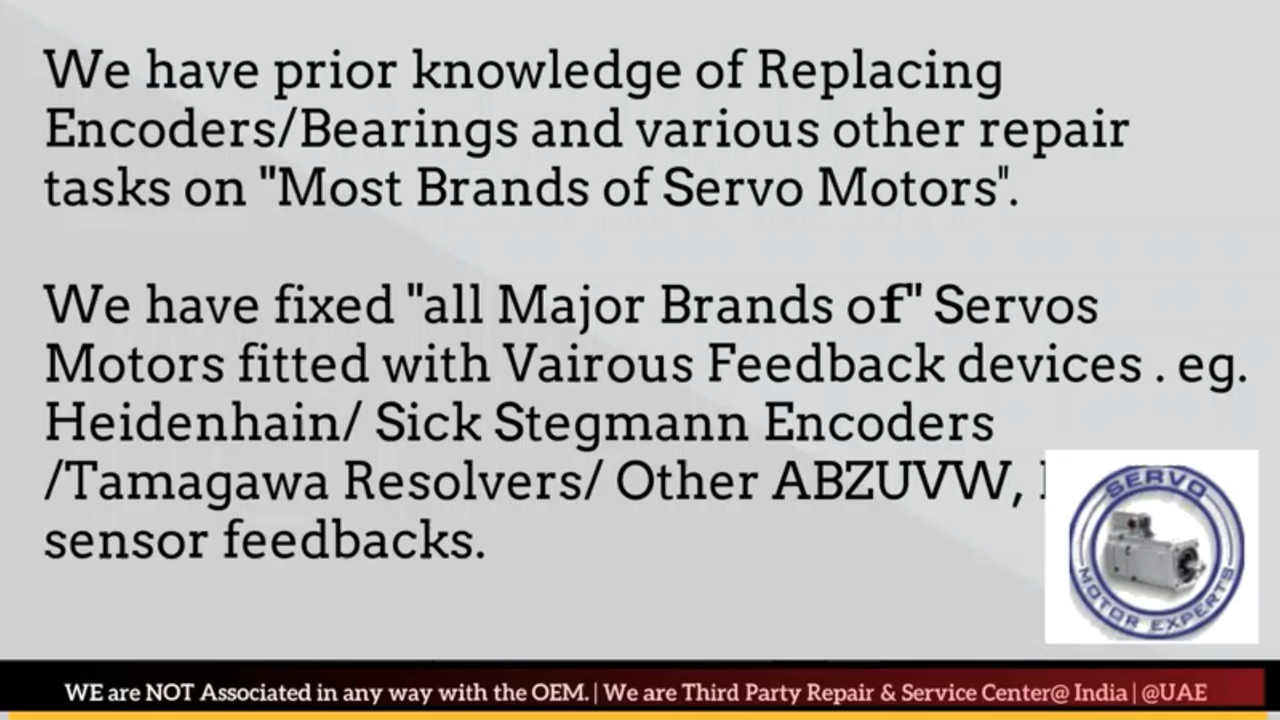 We have prior knowledge of Replacing
Encoders/Bearings and various other repair
tasks on "Most Brands of Servo Motors".
We have fixed "all Major Brands of" Servos
Motors fitted with Vairous Feedback devices . eg.
Heidenhain/ Sick Stegmann Encoders
/Tamagawa Resolvers/ Other ABZUVW,
sensor feedbacks.
SERVO
MOTOR EXPERTS
WE are NOT Associated in any way with the OEM. | We are Third Party Repair & Service Center@ India | @UAE